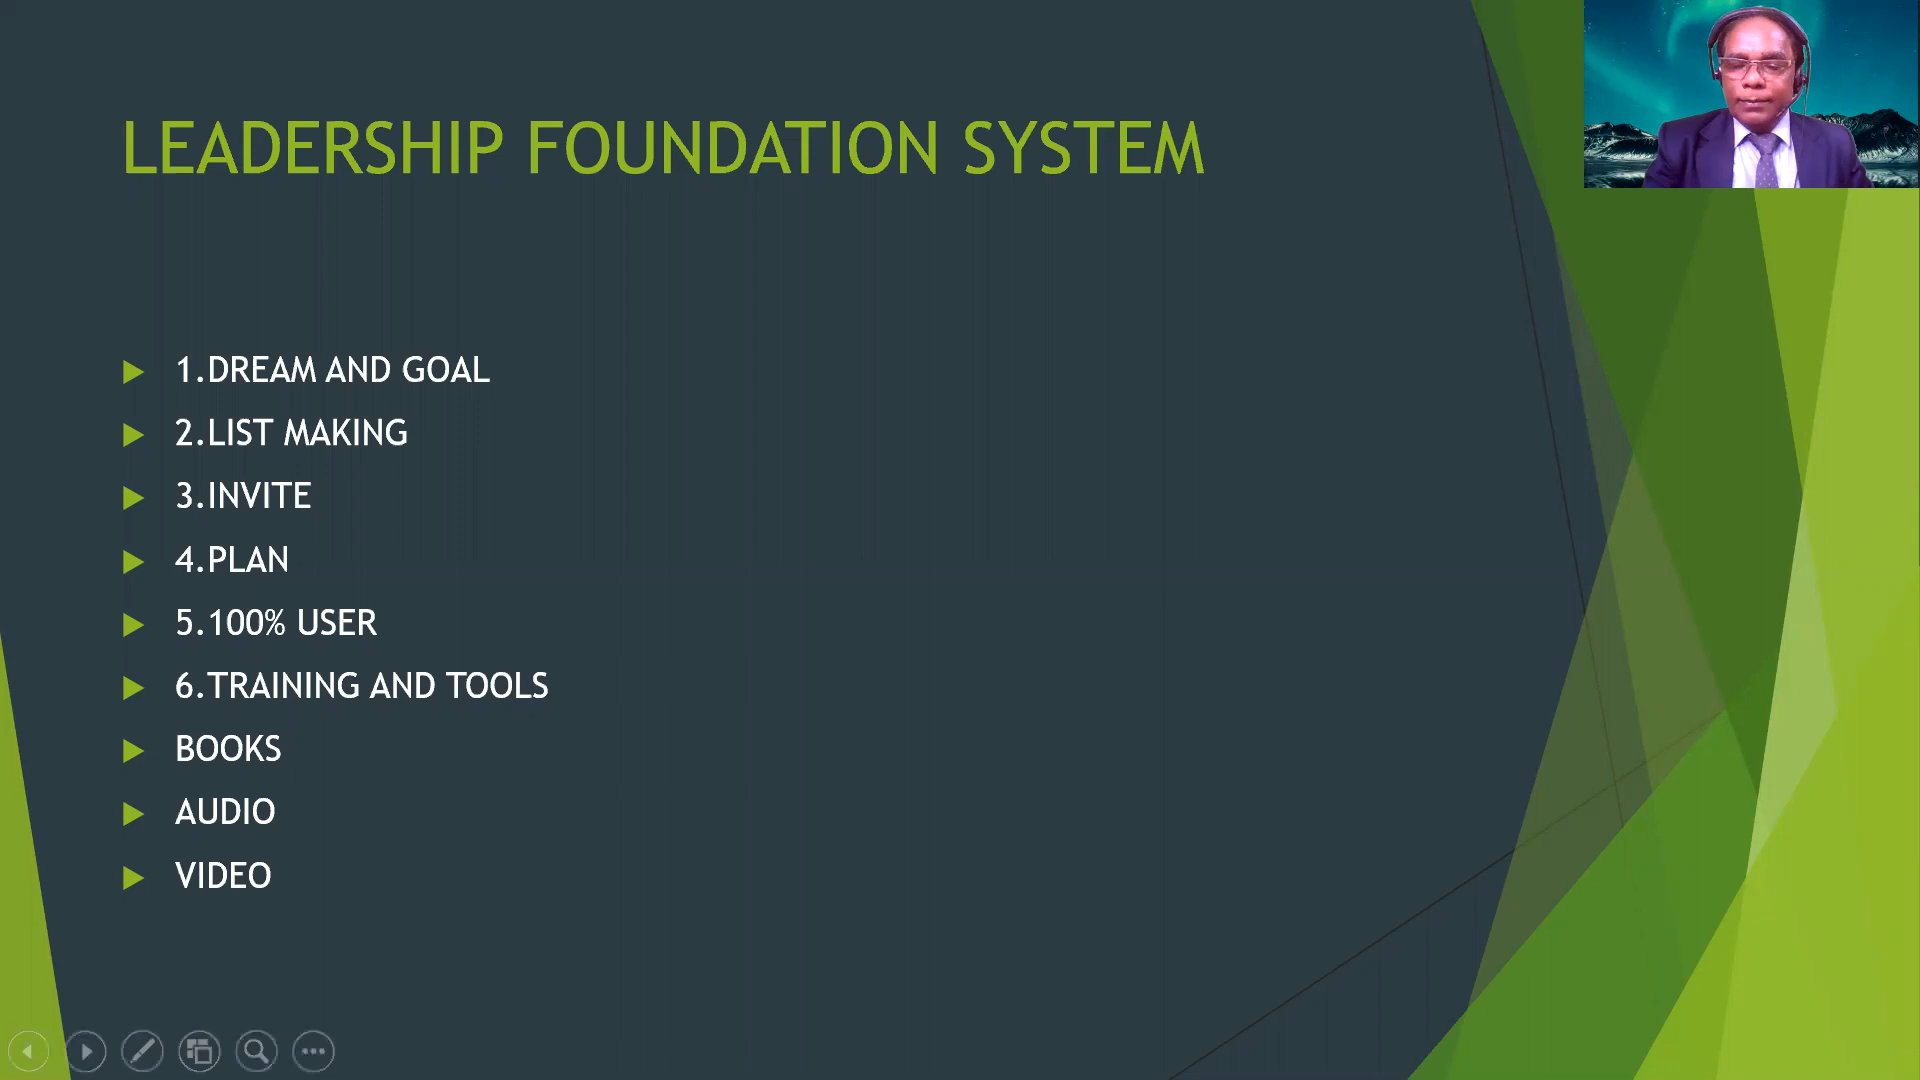 LEADERSHIP FOUNDATION SYSTEM
1.DREAM AND GOAL
2.LIST MAKING
3.INVITE
4.PLAN
5.100% USER
6.TRAINING AND TOOLS
BOOKS
AUDIO
VIDEO